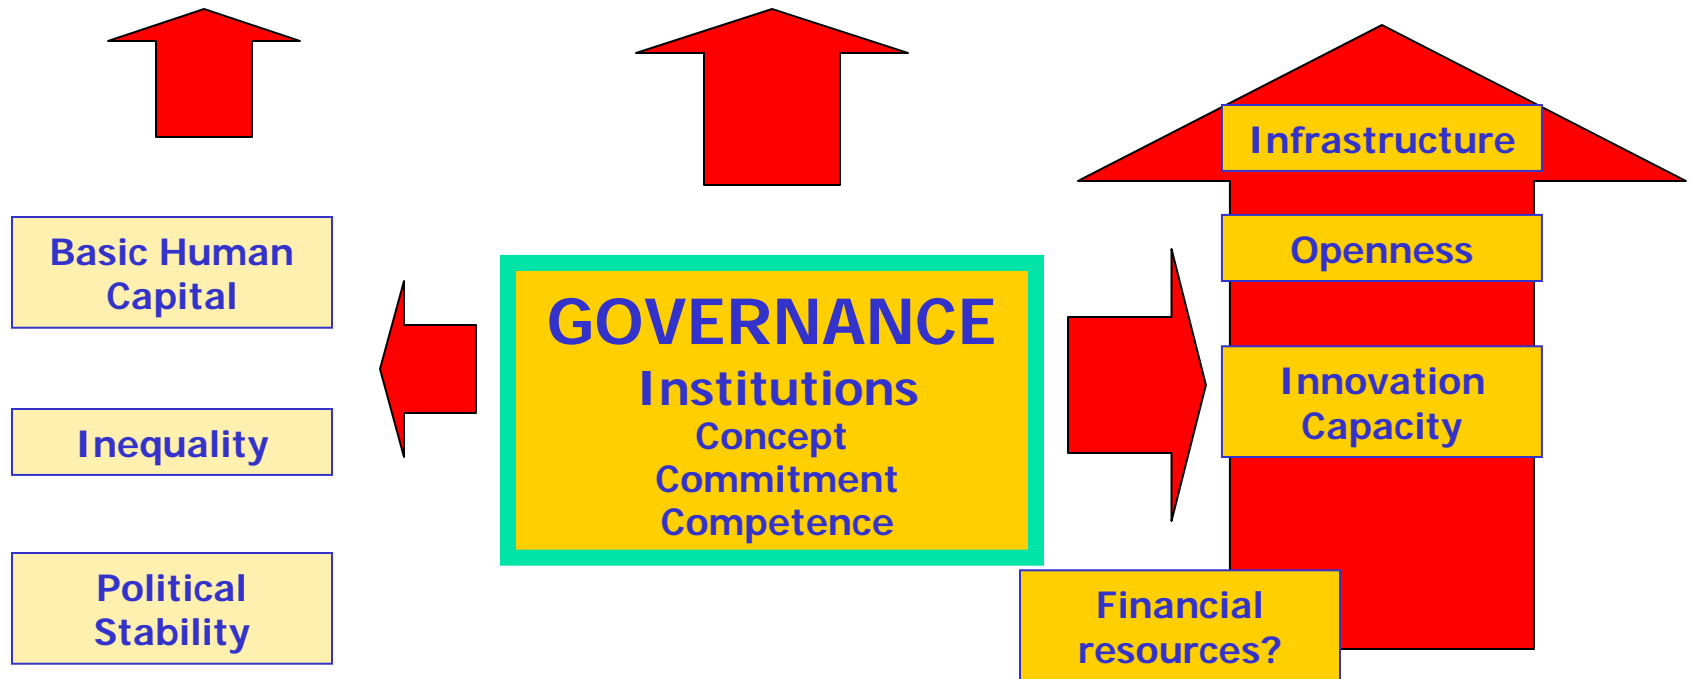 Basic Human
Capital
Inequality
Political
Stability
GOVERNANCE
Institutions
Concept
Commitment
Competence
Infrastructure
Openness
Innovation
Capacity
Financial
resources?